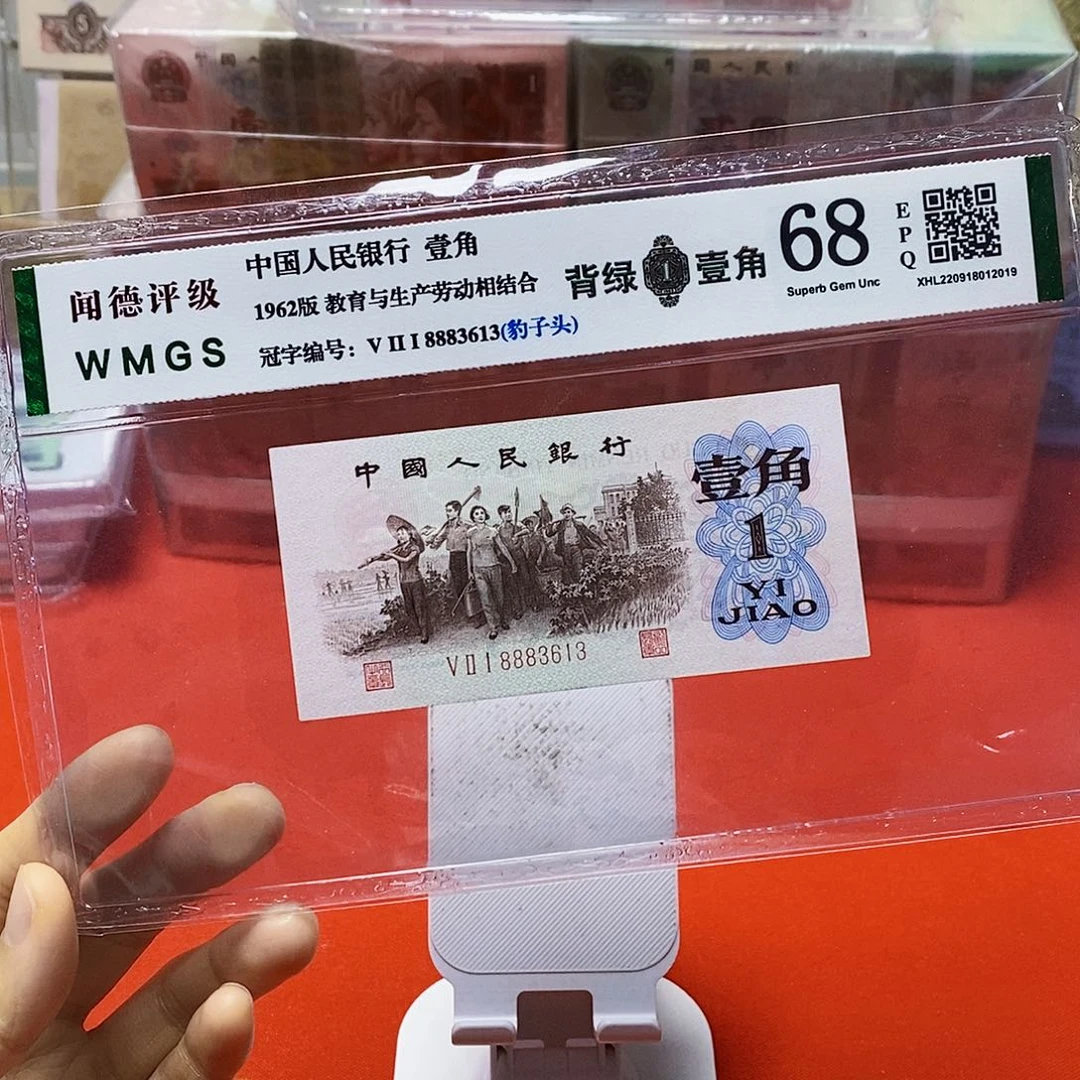 闻德评级
WMGS
中国人民银行 壹角
1962版 教育与生产劳动相结合
冠字编号：V II I 8883613(豹子头)
背绿 1 壹角
68
Superb Gem Unc
EPQ
XHL220918012019
中國人民銀行
壹角
1
YI
JIAO
V II I 8883613